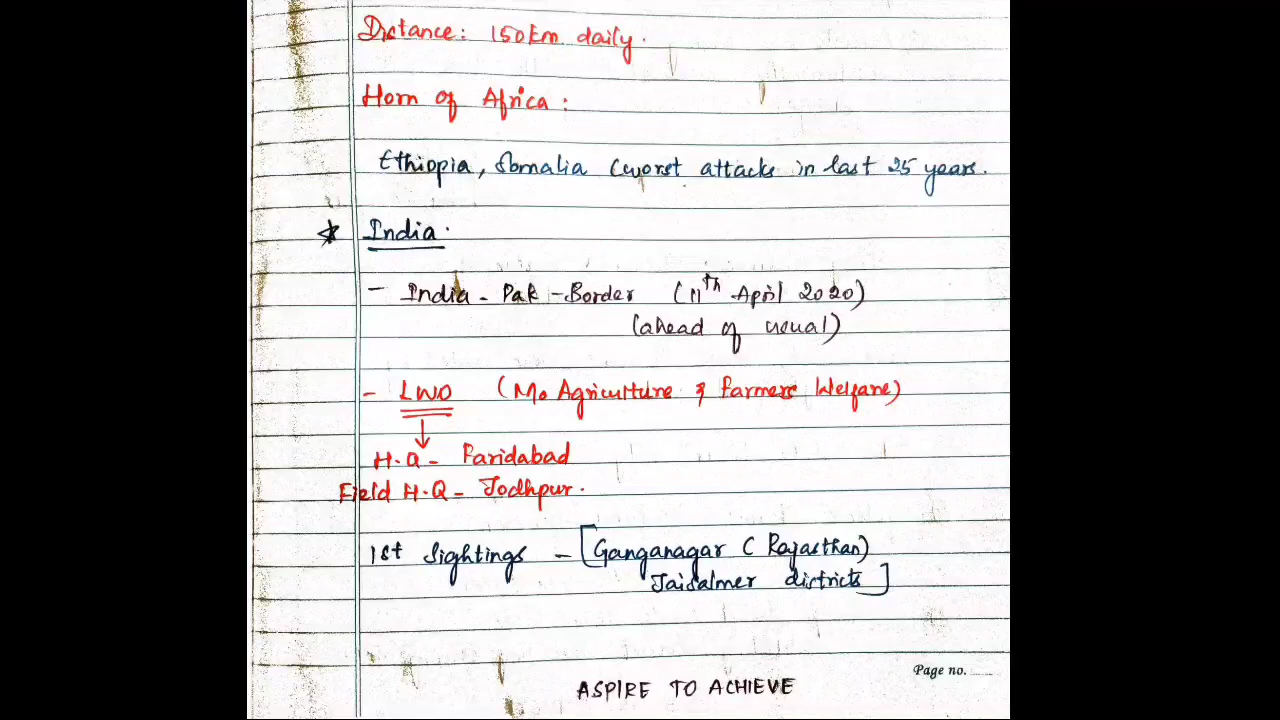 Distance: 150km daily.
Horn of Africa:
Ethiopia, Somalia (worst attacks in last 25 years.
* India.
- India - Pak - Border (11th April 2020)
(ahead of usual)
- LWO (Mo Agriculture & Farmers Welfare)
↓
H.Q - Faridabad
Field H.Q - Jodhpur.
1st Sightings - [Ganganagar (Rajasthan)
Jaisalmer districts]
Page no. ......
ASPIRE TO ACHIEVE